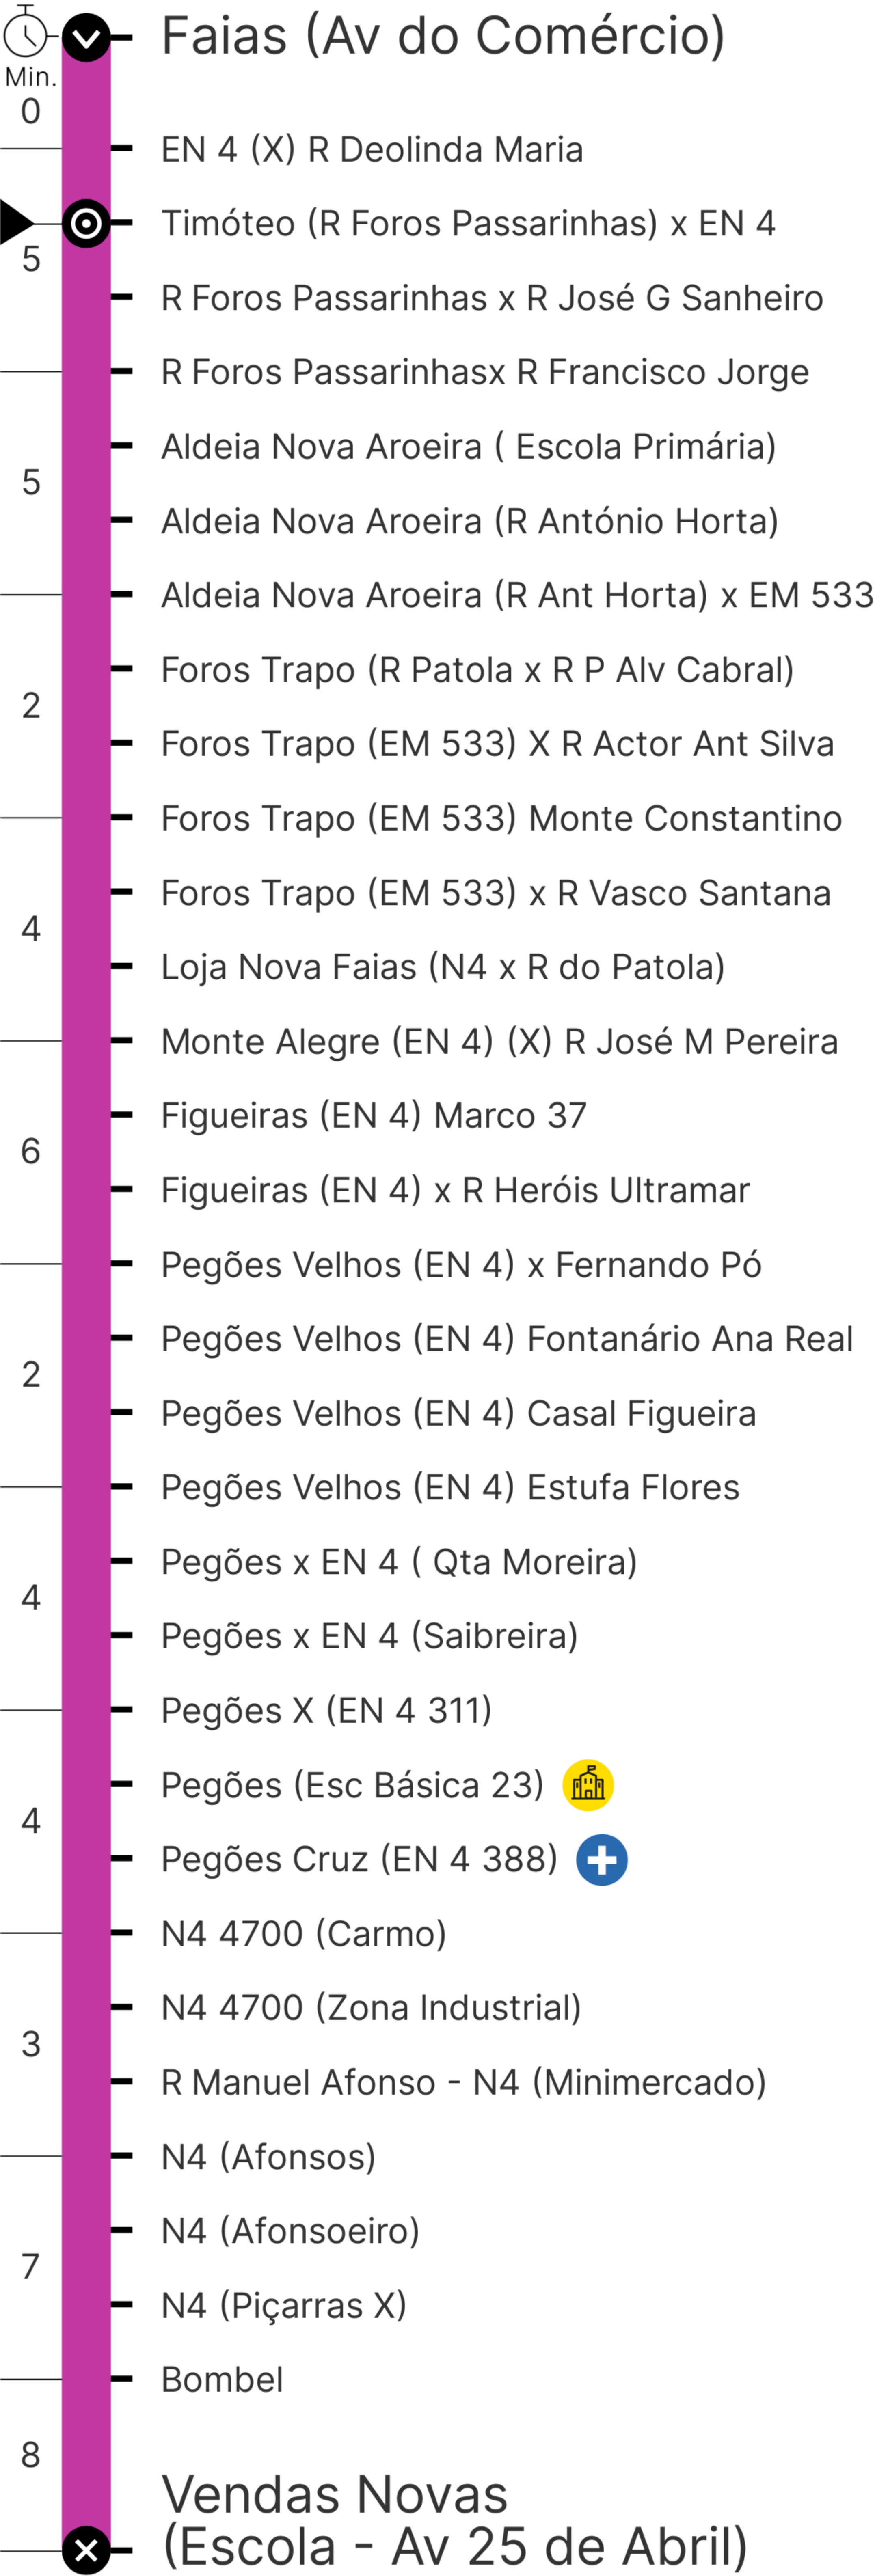 Faias (Av do Comércio)
Min.
0
EN 4 (X) R Deolinda Maria
Timóteo (R Foros Passarinhas) x EN 4
5
R Foros Passarinhas x R José G Sanheiro
R Foros Passarinhasx R Francisco Jorge
Aldeia Nova Aroeira ( Escola Primária)
5
Aldeia Nova Aroeira (R António Horta)
Aldeia Nova Aroeira (R Ant Horta) x EM 533
Foros Trapo (R Patola x R P Alv Cabral)
2
Foros Trapo (EM 533) X R Actor Ant Silva
Foros Trapo (EM 533) Monte Constantino
Foros Trapo (EM 533) x R Vasco Santana
4
Loja Nova Faias (N4 x R do Patola)
Monte Alegre (EN 4) (X) R José M Pereira
Figueiras (EN 4) Marco 37
6
Figueiras (EN 4) x R Heróis Ultramar
Pegões Velhos (EN 4) x Fernando Pó
Pegões Velhos (EN 4) Fontanário Ana Real
2
Pegões Velhos (EN 4) Casal Figueira
Pegões Velhos (EN 4) Estufa Flores
Pegões x EN 4 ( Qta Moreira)
4
Pegões x EN 4 (Saibreira)
Pegões X (EN 4 311)
Pegões (Esc Básica 23)
4
Pegões Cruz (EN 4 388)
N4 4700 (Carmo)
N4 4700 (Zona Industrial)
3
R Manuel Afonso - N4 (Minimercado)
N4 (Afonsos)
N4 (Afonsoeiro)
7
N4 (Piçarras X)
Bombel
8
Vendas Novas
(Escola - Av 25 de Abril)